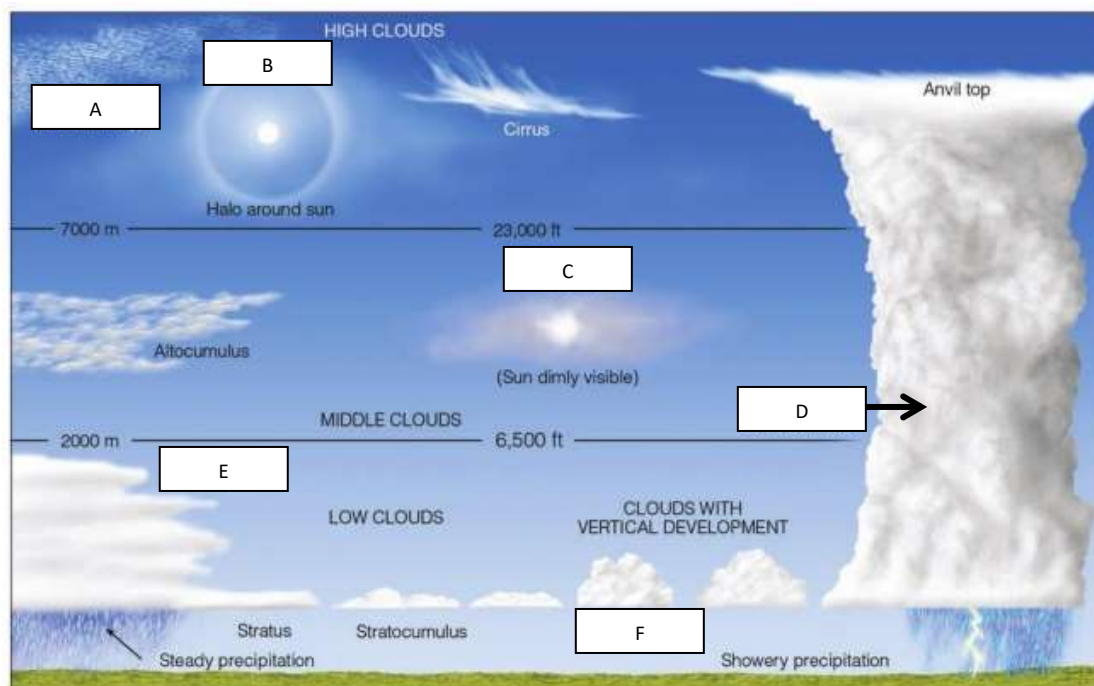 HIGH CLOUDS
B
A
Cirrus
Anvil top
Halo around sun
7000 m
23,000 ft
C
Altocumulus
(Sun dimly visible)
D
MIDDLE CLOUDS
2000 m
6,500 ft
E
LOW CLOUDS
CLOUDS WITH
VERTICAL DEVELOPMENT
Stratus
Stratocumulus
F
Steady precipitation
Showery precipitation